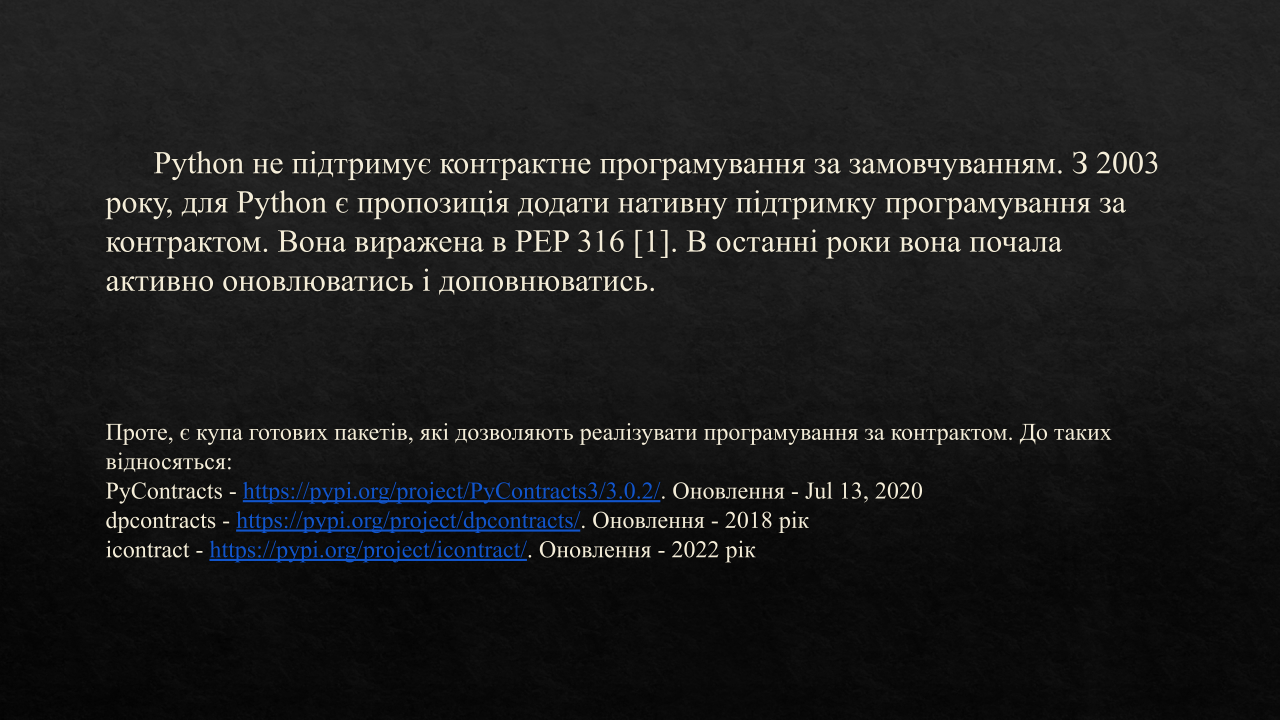 Python не підтримує контрактне програмування за замовчуванням. З 2003
року, для Python є пропозиція додати нативну підтримку програмування за
контрактом. Вона виражена в PEP 316 [1]. В останні роки вона почала
активно оновлюватись і доповнюватись.
Проте, є купа готових пакетів, які дозволяють реалізувати програмування за контрактом. До таких
відносяться:
PyContracts - https://pypi.org/project/PyContracts3/3.0.2/. Оновлення - Jul 13, 2020
dpcontracts - https://pypi.org/project/dpcontracts/. Оновлення - 2018 рік
icontract - https://pypi.org/project/icontract/. Оновлення - 2022 рік